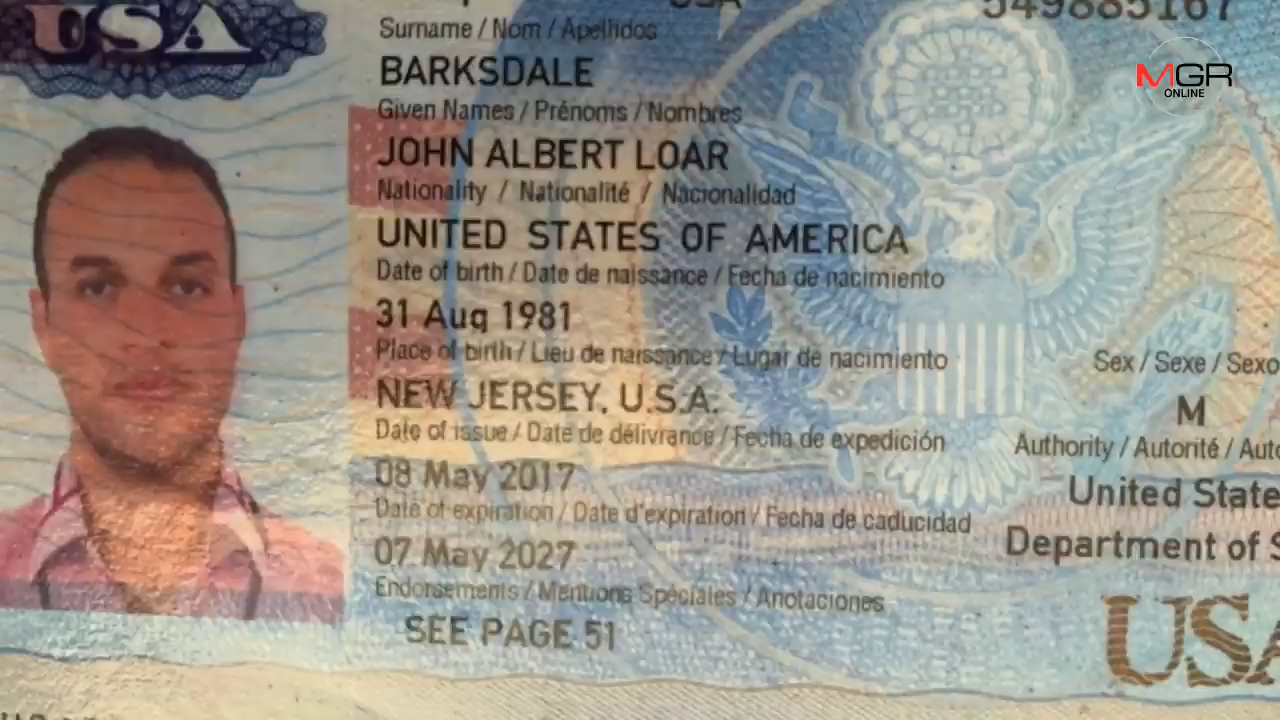 USA
USA
549885167
Surname / Nom / Apellidos
BARKSDALE
Given Names / Prénoms / Nombres
JOHN ALBERT LOAR
Nationality / Nationalité / Nacionalidad
UNITED STATES OF AMERICA
Date of birth / Date de naissance / Fecha de nacimiento
31 Aug 1981
Place of birth / Lieu de naissance / Lugar de nacimiento
Sex / Sexe / Sexo
NEW JERSEY, U.S.A.
M
Date of issue / Date de délivrance / Fecha de expedición
Authority / Autorité / Auto
08 May 2017
United State
Date of expiration / Date d'expiration / Fecha de caducidad
Department of S
07 May 2027
Endorsements / Mentions Spéciales / Anotaciones
SEE PAGE 51
USA
MGR
ONLINE